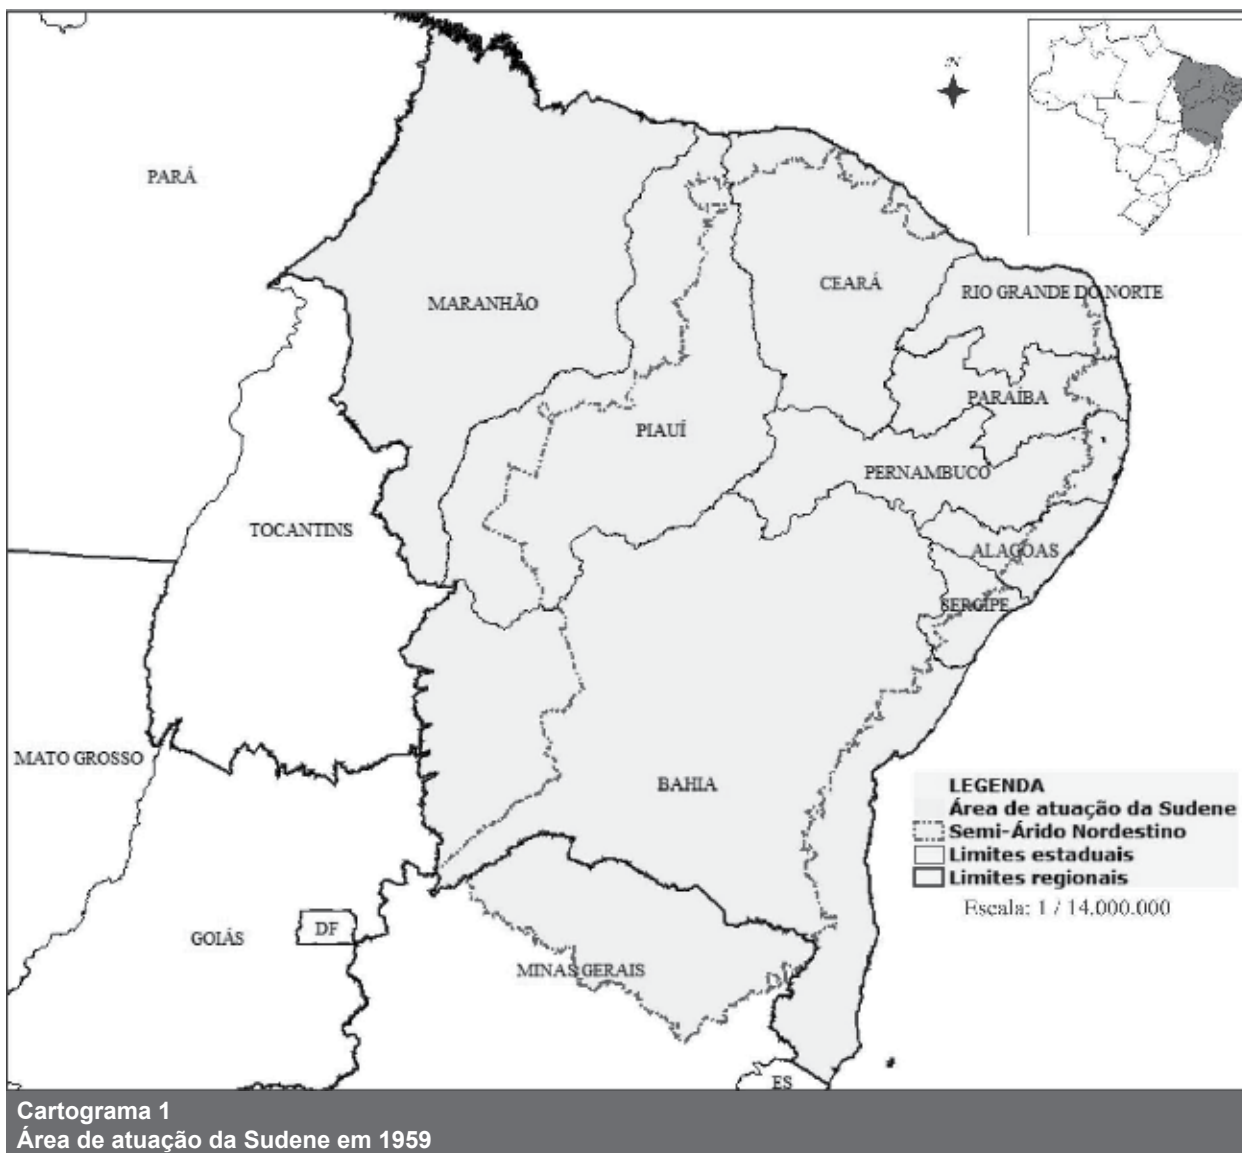 N
PARÁ
MARANHÃO
CEARÁ
RIO GRANDE DO NORTE
PARAÍBA
PIAUÍ
PERNAMBUCO
TOCANTINS
ALAGOAS
SERGIPE
MATO GROSSO
BAHIA
LEGENDA
Área de atuação da Sudene
Semi-Árido Nordestino
Limites estaduais
Limites regionais
Escala: 1 / 14.000.000
GOIÁS
DF
MINAS GERAIS
ES
Cartograma 1
Área de atuação da Sudene em 1959